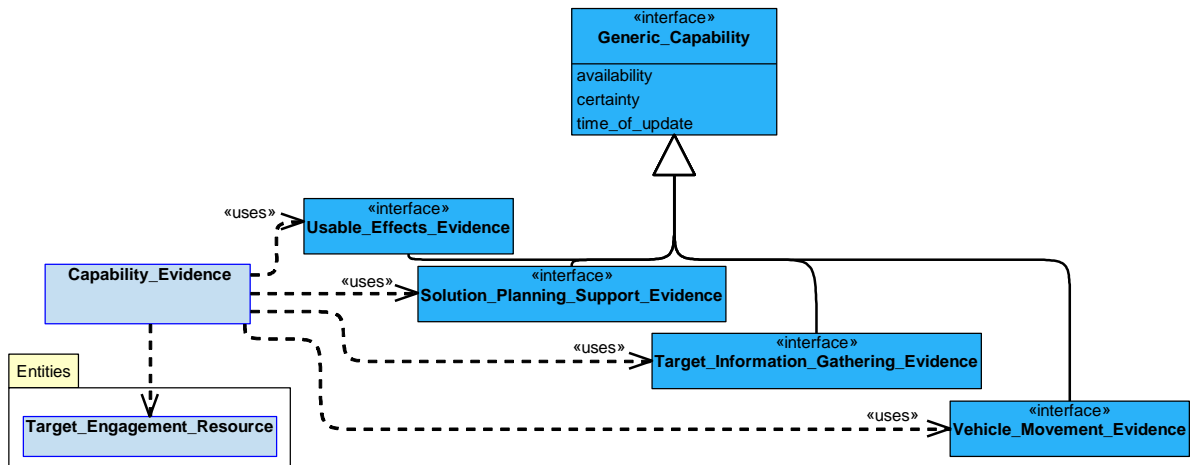 «interface»
Generic_Capability
availability
certainty
time_of_update
«uses»
«interface»
Usable_Effects_Evidence
Capability_Evidence
«uses»
«interface»
Solution_Planning_Support_Evidence
«uses»
«interface»
Target_Information_Gathering_Evidence
Entities
Target_Engagement_Resource
«uses»
«interface»
Vehicle_Movement_Evidence